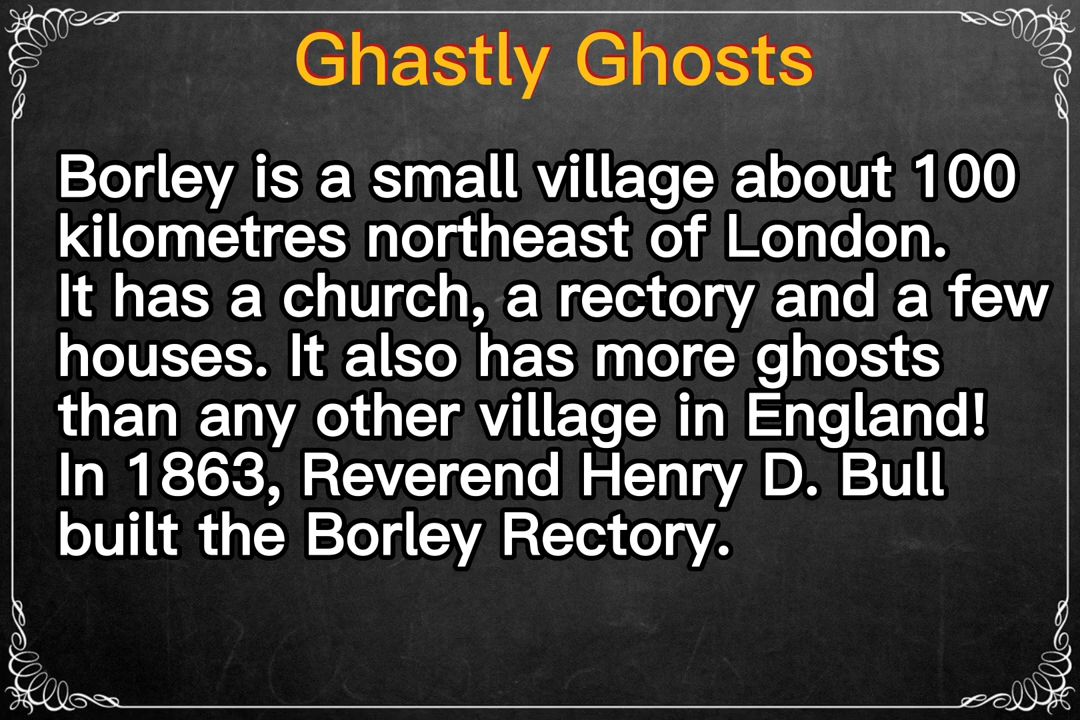 Ghastly Ghosts
Borley is a small village about 100
kilometres northeast of London.
It has a church, a rectory and a few
houses. It also has more ghosts
than any other village in England!
In 1863, Reverend Henry D. Bull
built the Borley Rectory.